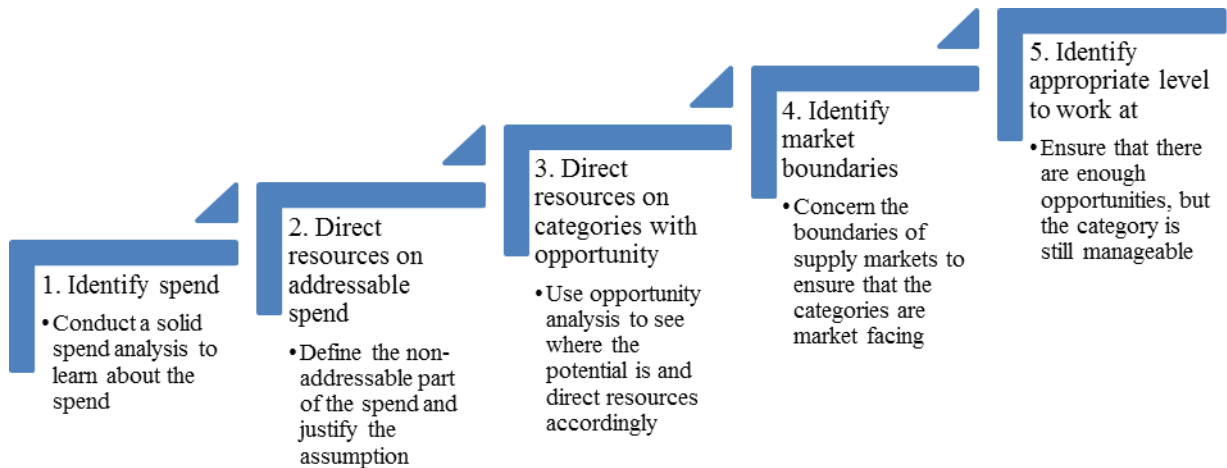 1. Identify spend
•Conduct a solid
spend analysis to
learn about the
spend
2. Direct
resources on
addressable
spend
•Define the non-
addressable part
of the spend and
justify the
assumption
3. Direct
resources on
categories with
opportunity
•Use opportunity
analysis to see
where the
potential is and
direct resources
accordingly
4. Identify
market
boundaries
•Concern the
boundaries of
supply markets to
ensure that the
categories are
market facing
5. Identify
appropriate level
to work at
•Ensure that there
are enough
opportunities, but
the category is
still manageable